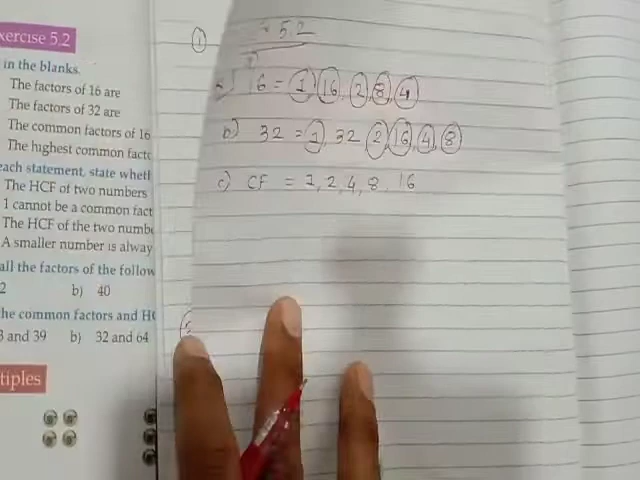 xercise 5.2
in the blanks.
The factors of 16 are
The factors of 32 are
The common factors of 16
The highest common facto
each statement, state wheth
The HCF of two numbers
1 cannot be a common fact
The HCF of the two numbe
A smaller number is alway
all the factors of the follow
2 b) 40
he common factors and HC
3 and 39 b) 32 and 64
tiples
①
5.2
a) 16 = 1, 16, 2, 8, 4
b) 32 = 1, 32 2, 16, 4, 8
c) CF = 1, 2, 4, 8, 16